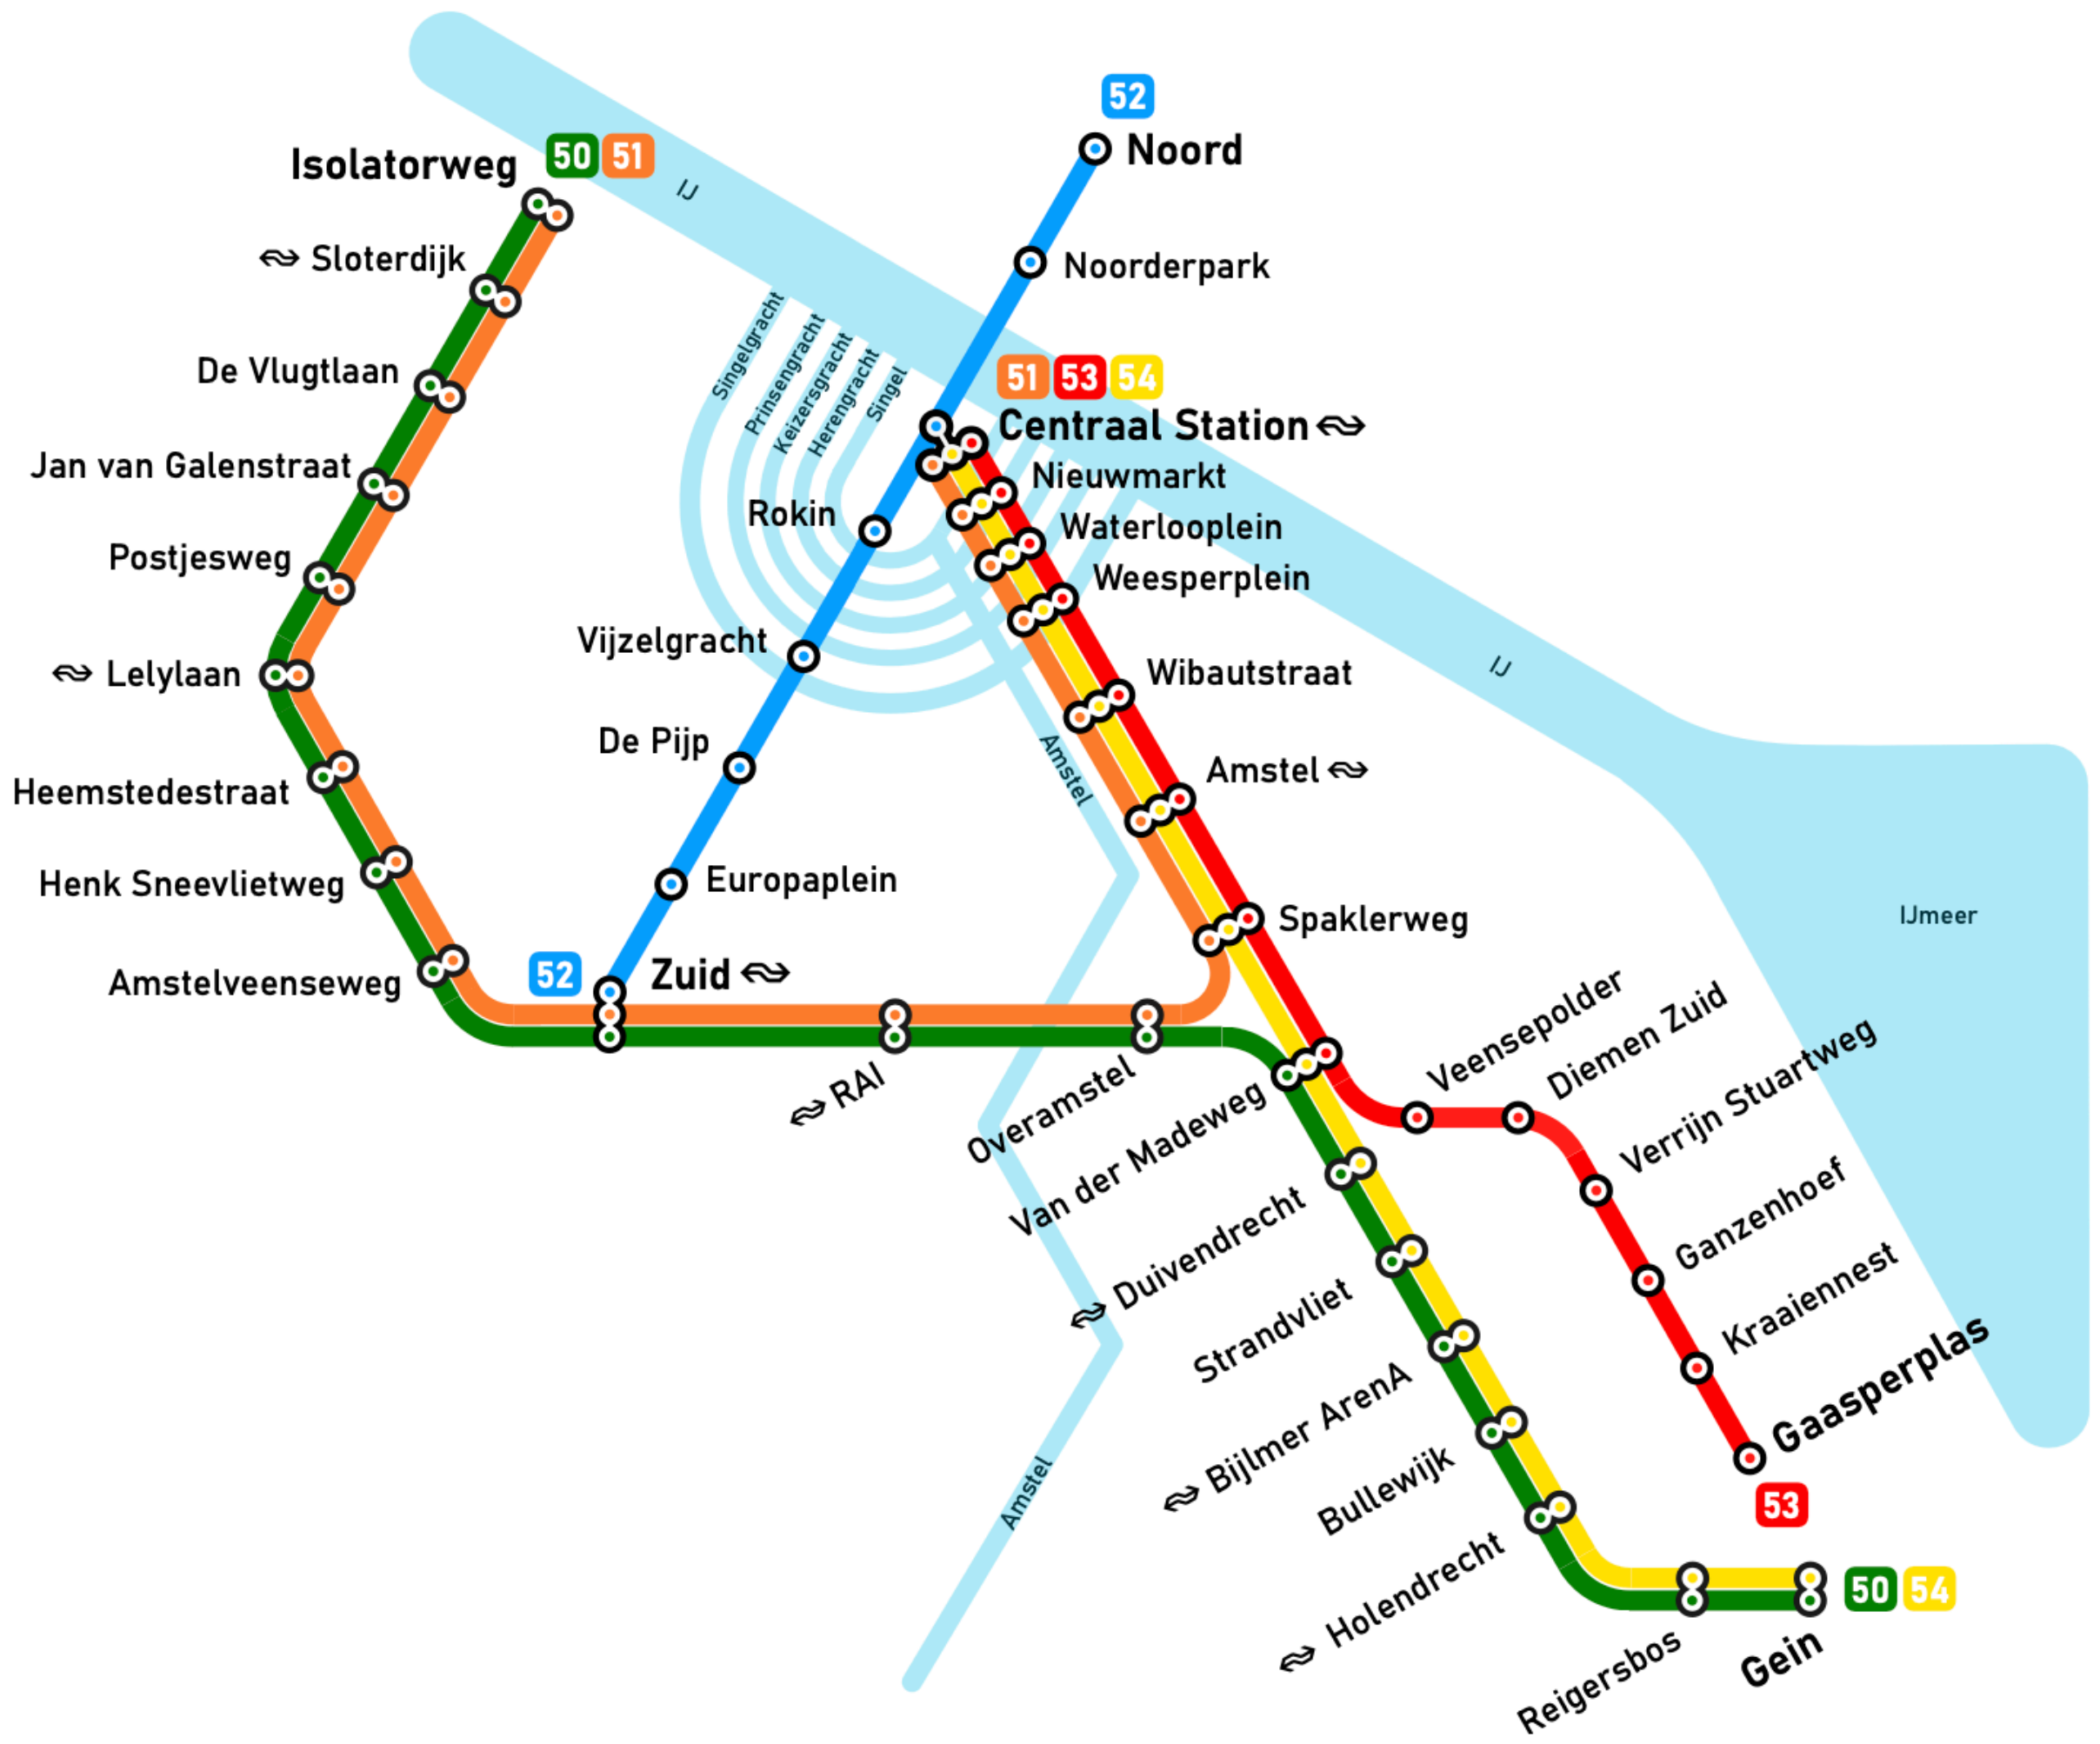 52
Noord
Isolatorweg 50 51
IJ
Sloterdijk
Noorderpark
Singelgracht
Prinsengracht
Keizersgracht
Herengracht
Singel
De Vlugtlaan
51 53 54
Centraal Station
Jan van Galenstraat
Nieuwmarkt
Rokin
Waterlooplein
Postjesweg
Weesperplein
Vijzelgracht
Lelylaan
Wibautstraat
IJ
De Pijp
Amstel
Amstel
Heemstedestraat
Henk Sneevlietweg
Europaplein
Spaklerweg
IJmeer
Amstelveenseweg
52 Zuid
RAI
Overamstel
Van der Madeweg
Veensepolder
Diemen Zuid
Verrijn Stuartweg
Duivendrecht
Ganzenhoef
Strandvliet
Kraaiennest
Bijlmer ArenA
Gaasperplas
53
Bullewijk
Amstel
Holendrecht
50 54
Reigersbos
Gein